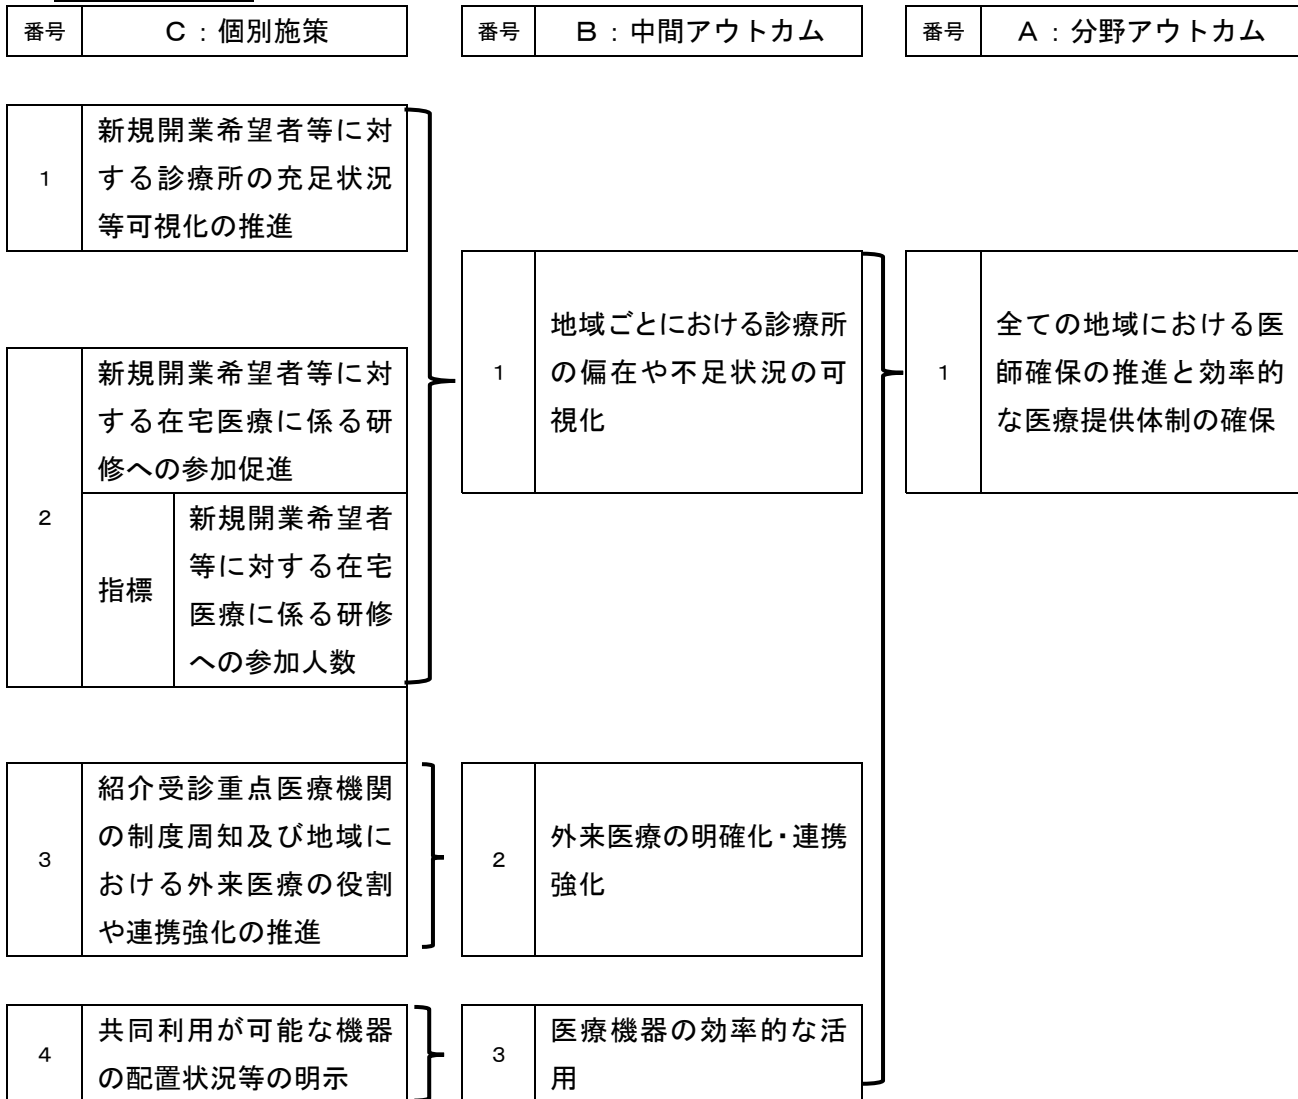 番号 C：個別施策 番号 B：中間アウトカム 番号 A：分野アウトカム
1
新規開業希望者等に対
する診療所の充足状況
等可視化の推進
2
新規開業希望者等に対
する在宅医療に係る研
修への参加促進
指標
新規開業希望者
等に対する在宅
医療に係る研修
への参加人数
3
紹介受診重点医療機関
の制度周知及び地域に
おける外来医療の役割
や連携強化の推進
4
共同利用が可能な機器
の配置状況等の明示
1
地域ごとにおける診療所
の偏在や不足状況の可
視化
2
外来医療の明確化・連携
強化
3
医療機器の効率的な活
用
1
全ての地域における医
師確保の推進と効率的
な医療提供体制の確保